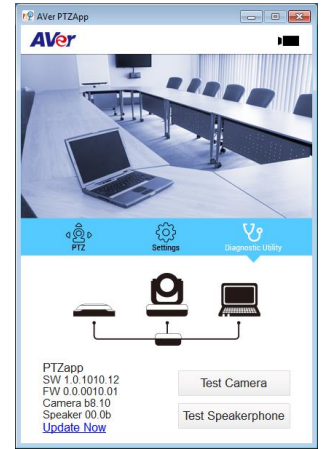 AVer PTZApp
AVer
PTZ
Settings
Diagnostic Utility
PTZapp
SW 1.0.1010.12
FW 0.0.0010.01
Camera b8.10
Speaker 00.0b
Update Now
Test Camera
Test Speakerphone